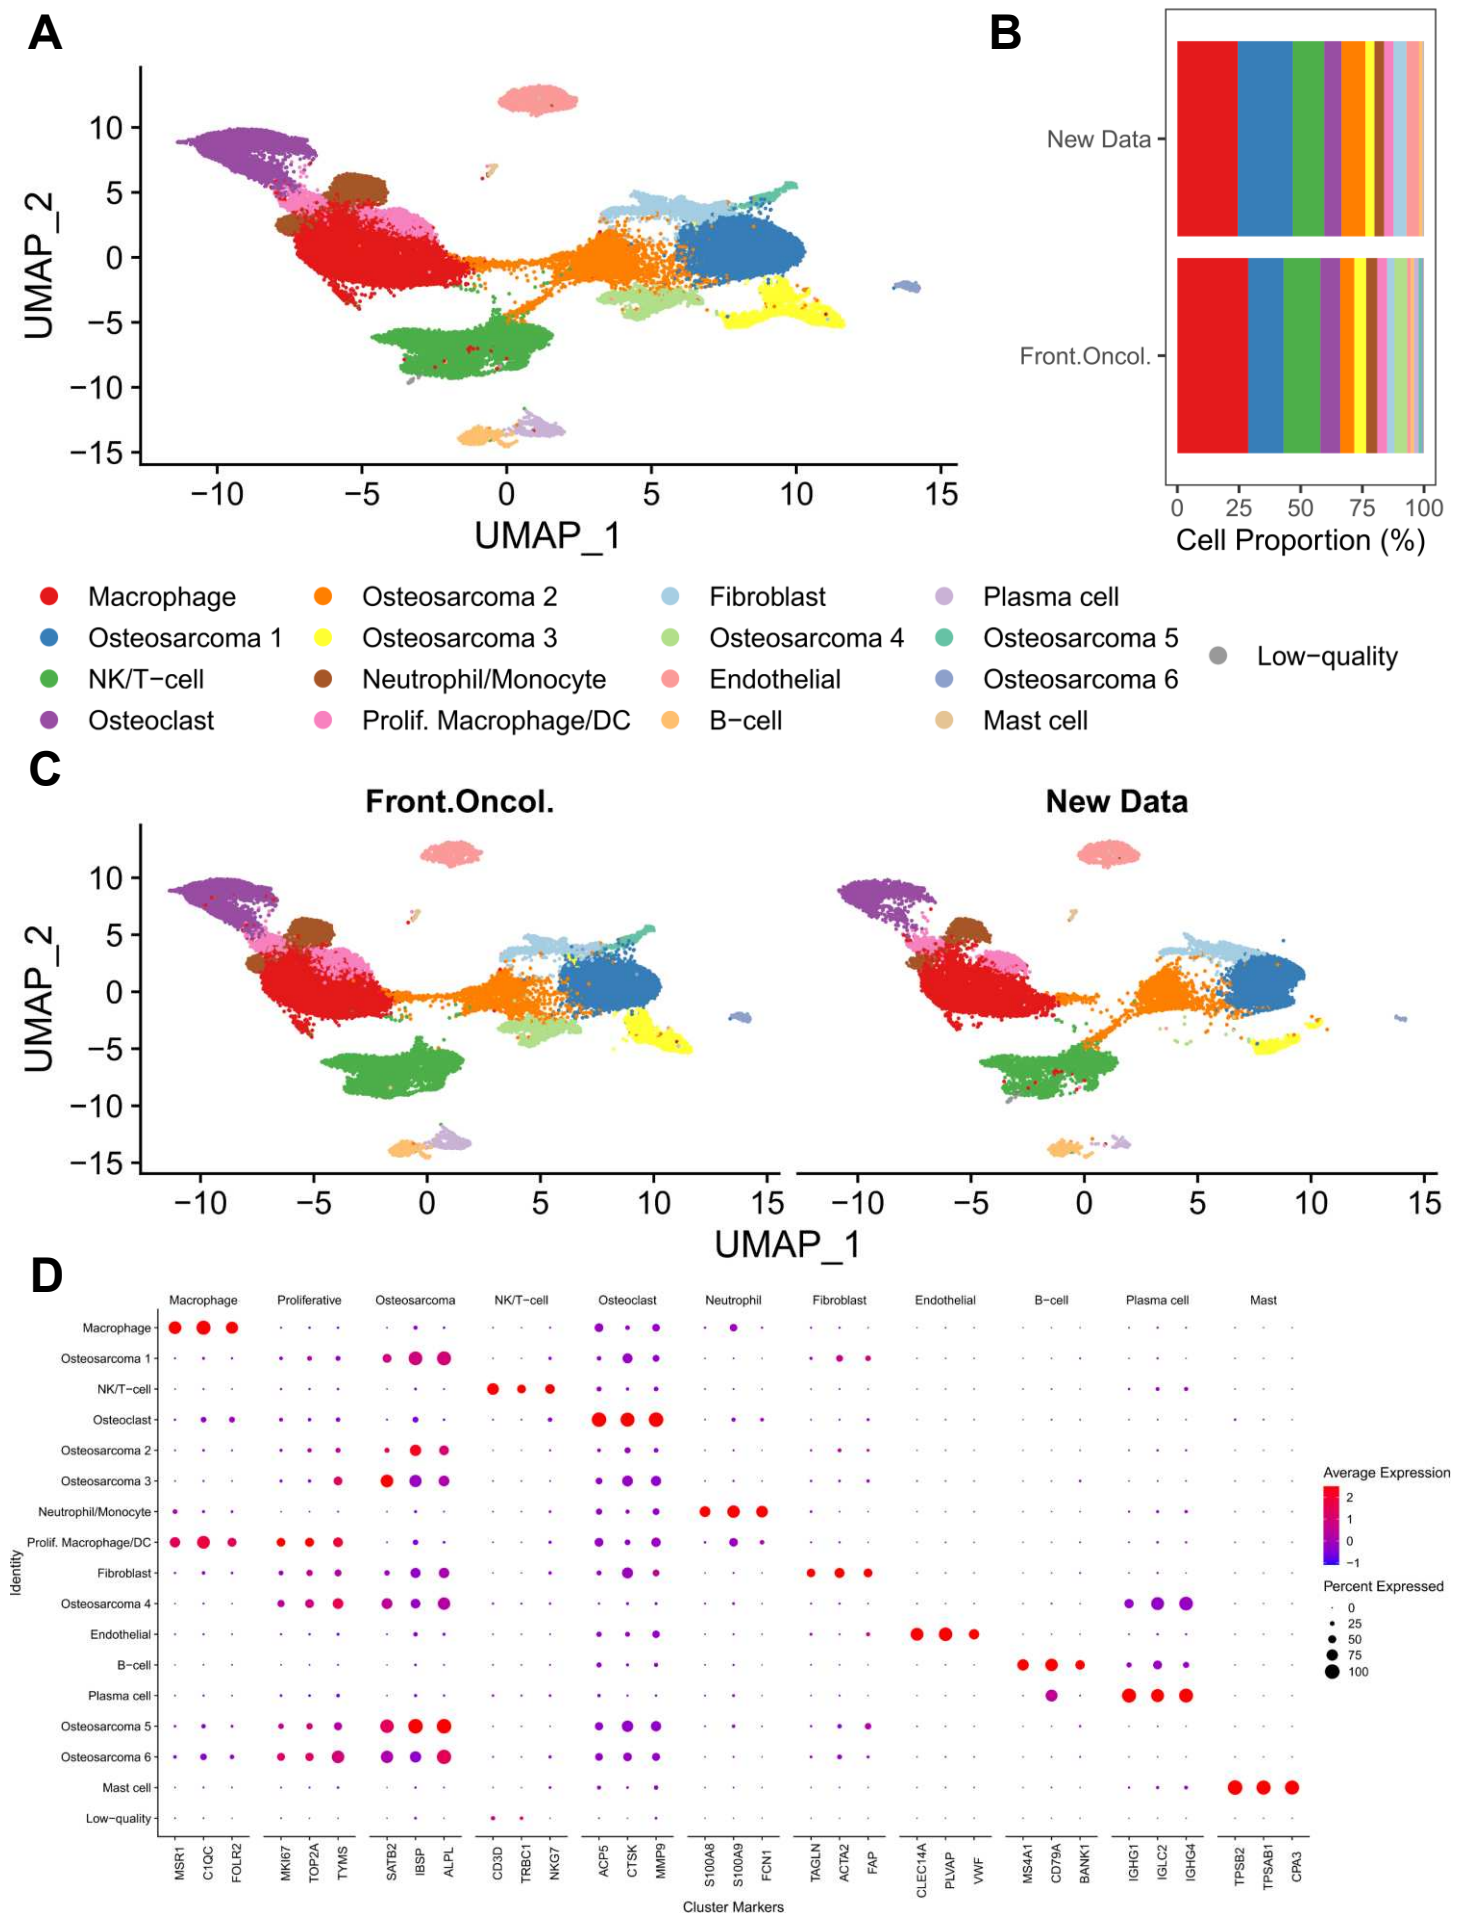 A
B
10
5
0
−5
−10
−15
UMAP_2
−10
−5
0
5
10
15
UMAP_1
New Data
Front.Oncol.
0
25
50
75
100
Cell Proportion (%)
Macrophage
Osteosarcoma 2
Fibroblast
Plasma cell
Osteosarcoma 1
Osteosarcoma 3
Osteosarcoma 4
Osteosarcoma 5
Low−quality
NK/T−cell
Neutrophil/Monocyte
Endothelial
Osteosarcoma 6
Osteoclast
Prolif. Macrophage/DC
B−cell
Mast cell
C
Front.Oncol.
New Data
10
5
0
−5
−10
−15
UMAP_2
−10
−5
0
5
10
15
−10
−5
0
5
10
15
UMAP_1
D
Macrophage
Proliferative
Osteosarcoma
NK/T−cell
Osteoclast
Neutrophil
Fibroblast
Endothelial
B−cell
Plasma cell
Mast
Macrophage
Osteosarcoma 1
NK/T−cell
Osteoclast
Osteosarcoma 2
Osteosarcoma 3
Neutrophil/Monocyte
Prolif. Macrophage/DC
Fibroblast
Osteosarcoma 4
Endothelial
B−cell
Plasma cell
Osteosarcoma 5
Osteosarcoma 6
Mast cell
Low−quality
Identity
MSR1
C1QC
FOLR2
MKI67
TOP2A
TYMS
SATB2
IBSP
ALPL
CD3D
TRBC1
NKG7
ACP5
CTSK
MMP9
S100A8
S100A9
FCN1
TAGLN
ACTA2
FAP
CLEC14A
PLVAP
VWF
MS4A1
CD79A
BANK1
IGHG1
IGLC2
IGHG4
TPSB2
TPSAB1
CPA3
Cluster Markers
Average Expression
2
1
0
−1
Percent Expressed
0
25
50
75
100